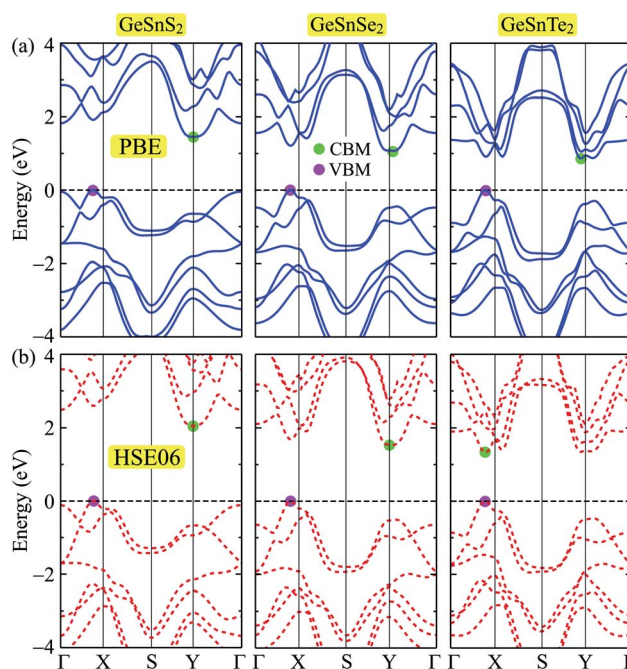 GeSnS₂ GeSnSe₂ GeSnTe₂
(a)
4
2
0
−2
−4
Energy (eV)
PBE
CBM
VBM
(b)
4
2
0
−2
−4
Energy (eV)
HSE06
Γ X S Y Γ X S Y Γ X S Y Γ